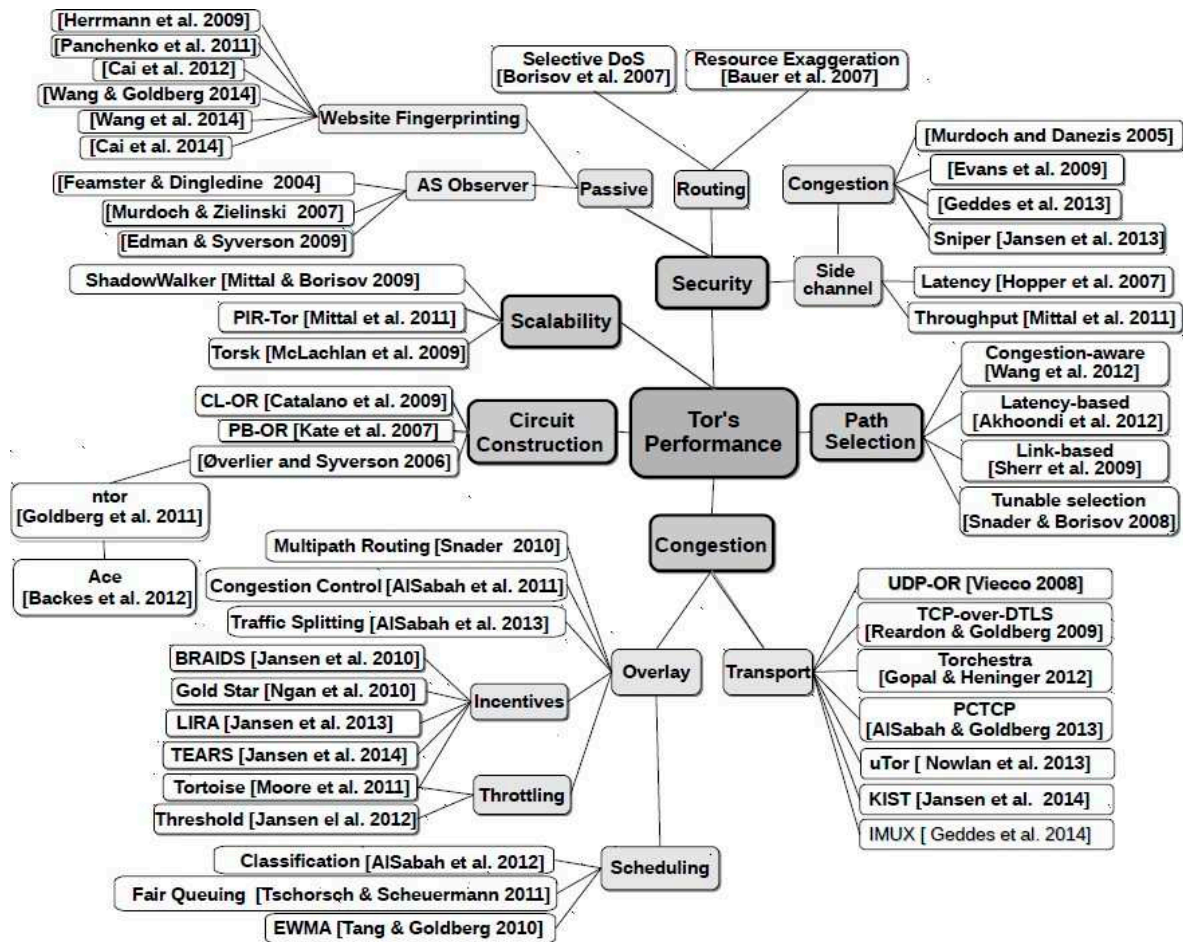 [Herrmann et al. 2009]
[Panchenko et al. 2011]
[Cai et al. 2012]
[Wang & Goldberg 2014]
[Wang et al. 2014]
[Cai et al. 2014]
Website Fingerprinting
Selective DoS
[Borisov et al. 2007]
Resource Exaggeration
[Bauer et al. 2007]
[Feamster & Dingledine 2004]
[Murdoch & Zielinski 2007]
[Edman & Syverson 2009]
AS Observer
Passive
Routing
Congestion
[Murdoch and Danezis 2005]
[Evans et al. 2009]
[Geddes et al. 2013]
Sniper [Jansen et al. 2013]
Security
Side
channel
Latency [Hopper et al. 2007]
Throughput [Mittal et al. 2011]
ShadowWalker [Mittal & Borisov 2009]
PIR-Tor [Mittal et al. 2011]
Torsk [McLachlan et al. 2009]
Scalability
CL-OR [Catalano et al. 2009]
PB-OR [Kate et al. 2007]
[Øverlier and Syverson 2006]
ntor
[Goldberg et al. 2011]
Ace
[Backes et al. 2012]
Circuit
Construction
Tor's
Performance
Path
Selection
Congestion-aware
[Wang et al. 2012]
Latency-based
[Akhoondi et al. 2012]
Link-based
[Sherr et al. 2009]
Tunable selection
[Snader & Borisov 2008]
Congestion
Multipath Routing [Snader 2010]
Congestion Control [AlSabah et al. 2011]
Traffic Splitting [AlSabah et al. 2013]
BRAIDS [Jansen et al. 2010]
Gold Star [Ngan et al. 2010]
LIRA [Jansen et al. 2013]
TEARS [Jansen et al. 2014]
Tortoise [Moore et al. 2011]
Threshold [Jansen el al. 2012]
Incentives
Throttling
Overlay
Transport
UDP-OR [Viecco 2008]
TCP-over-DTLS
[Reardon & Goldberg 2009]
Torchestra
[Gopal & Heninger 2012]
PCTCP
[AlSabah & Goldberg 2013]
uTor [ Nowlan et al. 2013]
KIST [Jansen et al. 2014]
IMUX [ Geddes et al. 2014]
Classification [AlSabah et al. 2012]
Fair Queuing [Tschorsch & Scheuermann 2011]
EWMA [Tang & Goldberg 2010]
Scheduling